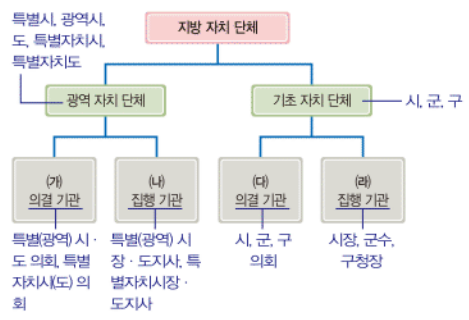 특별시, 광역시,
도, 특별자치시,
특별자치도
지방 자치 단체
광역 자치 단체
기초 자치 단체
시, 군, 구
(가)
의결 기관
(나)
집행 기관
(다)
의결 기관
(라)
집행 기관
특별(광역) 시 ·
도 의회, 특별
자치시(도) 의
회
특별(광역) 시
장 · 도지사, 특
별자치시장 ·
도지사
시, 군, 구
의회
시장, 군수,
구청장